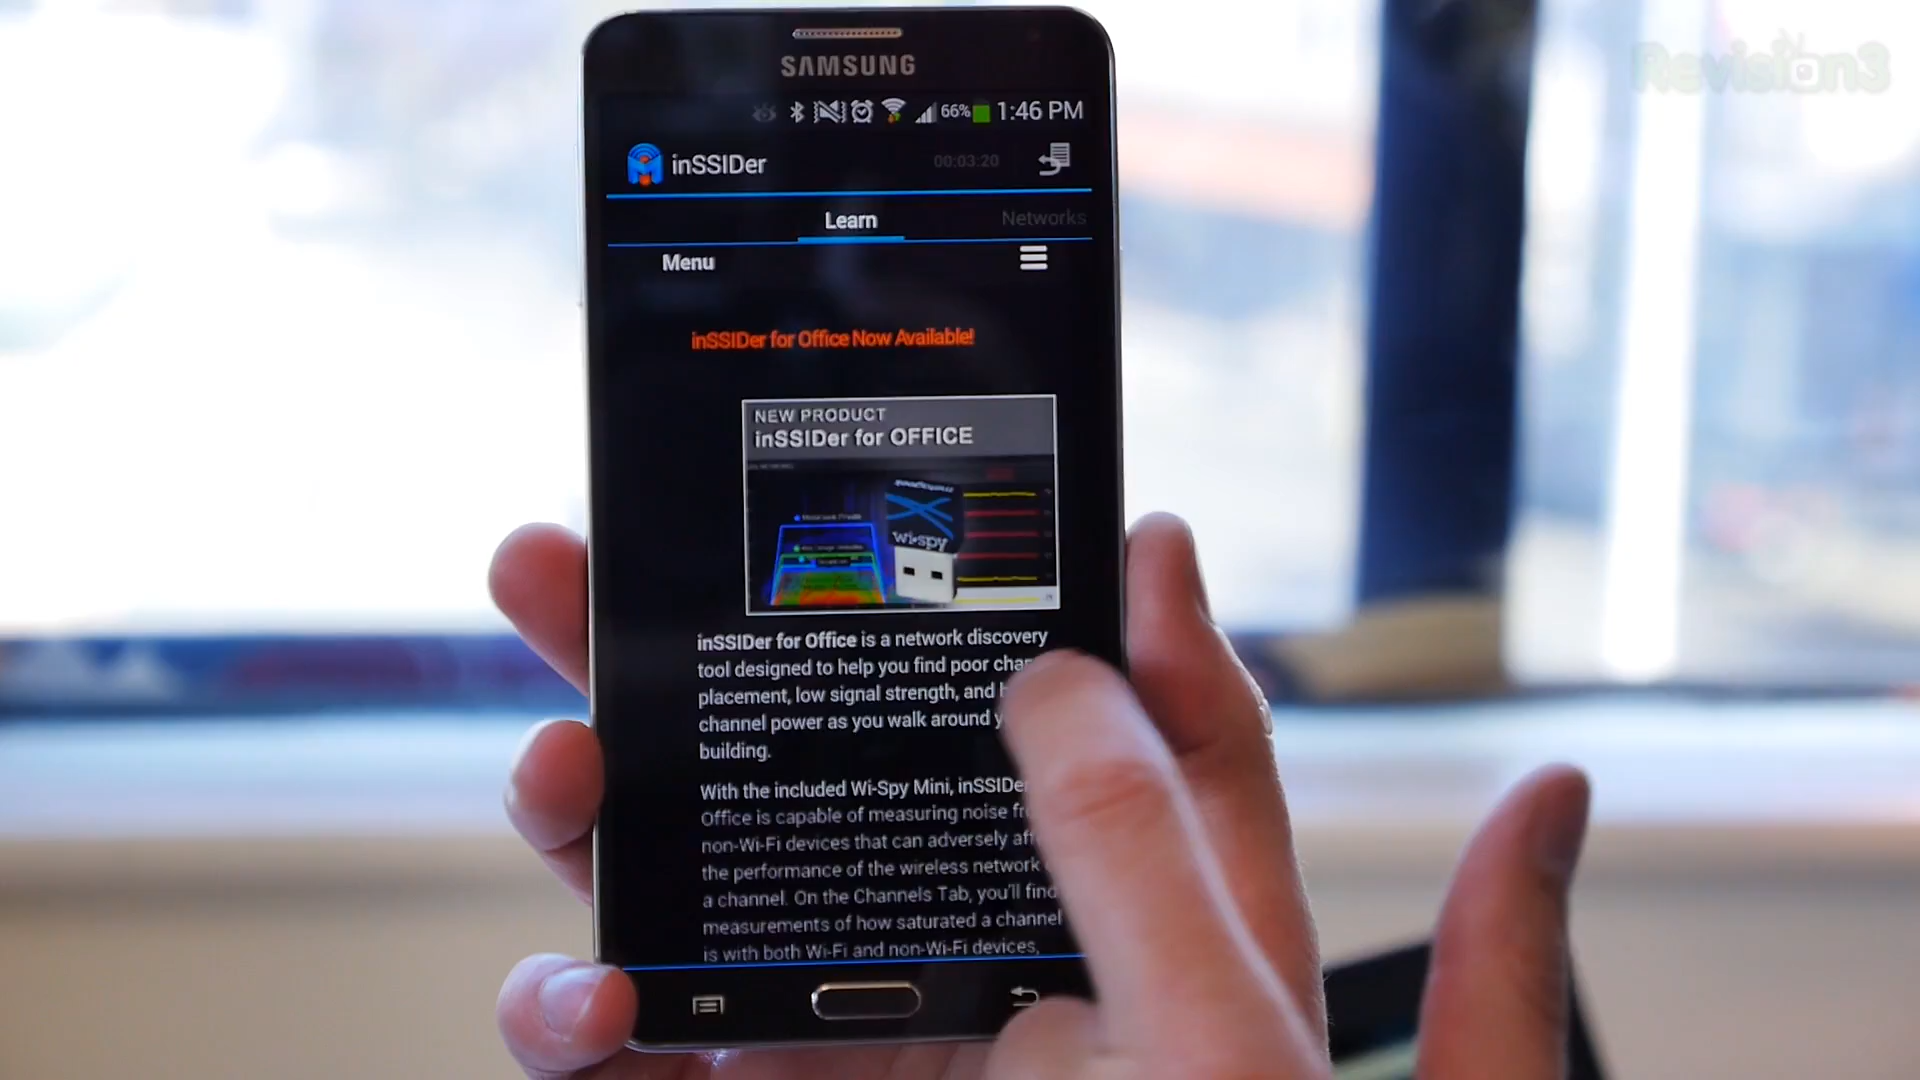 Revision3
SAMSUNG
66% 1:46 PM
inSSIDer 00:03:20
Learn Networks
Menu
inSSIDer for Office Now Available!
NEW PRODUCT
inSSIDer for OFFICE
wi-spy
inSSIDer for Office is a network discovery
tool designed to help you find poor
placement, low signal strength, and
channel power as you walk around
building.
With the included Wi-Spy Mini, inSSIDer
Office is capable of measuring noise
non-Wi-Fi devices that can adversely
the performance of the wireless network
a channel. On the Channels Tab, you'll find
measurements of how saturated a channel
is with both Wi-Fi and non-Wi-Fi devices,